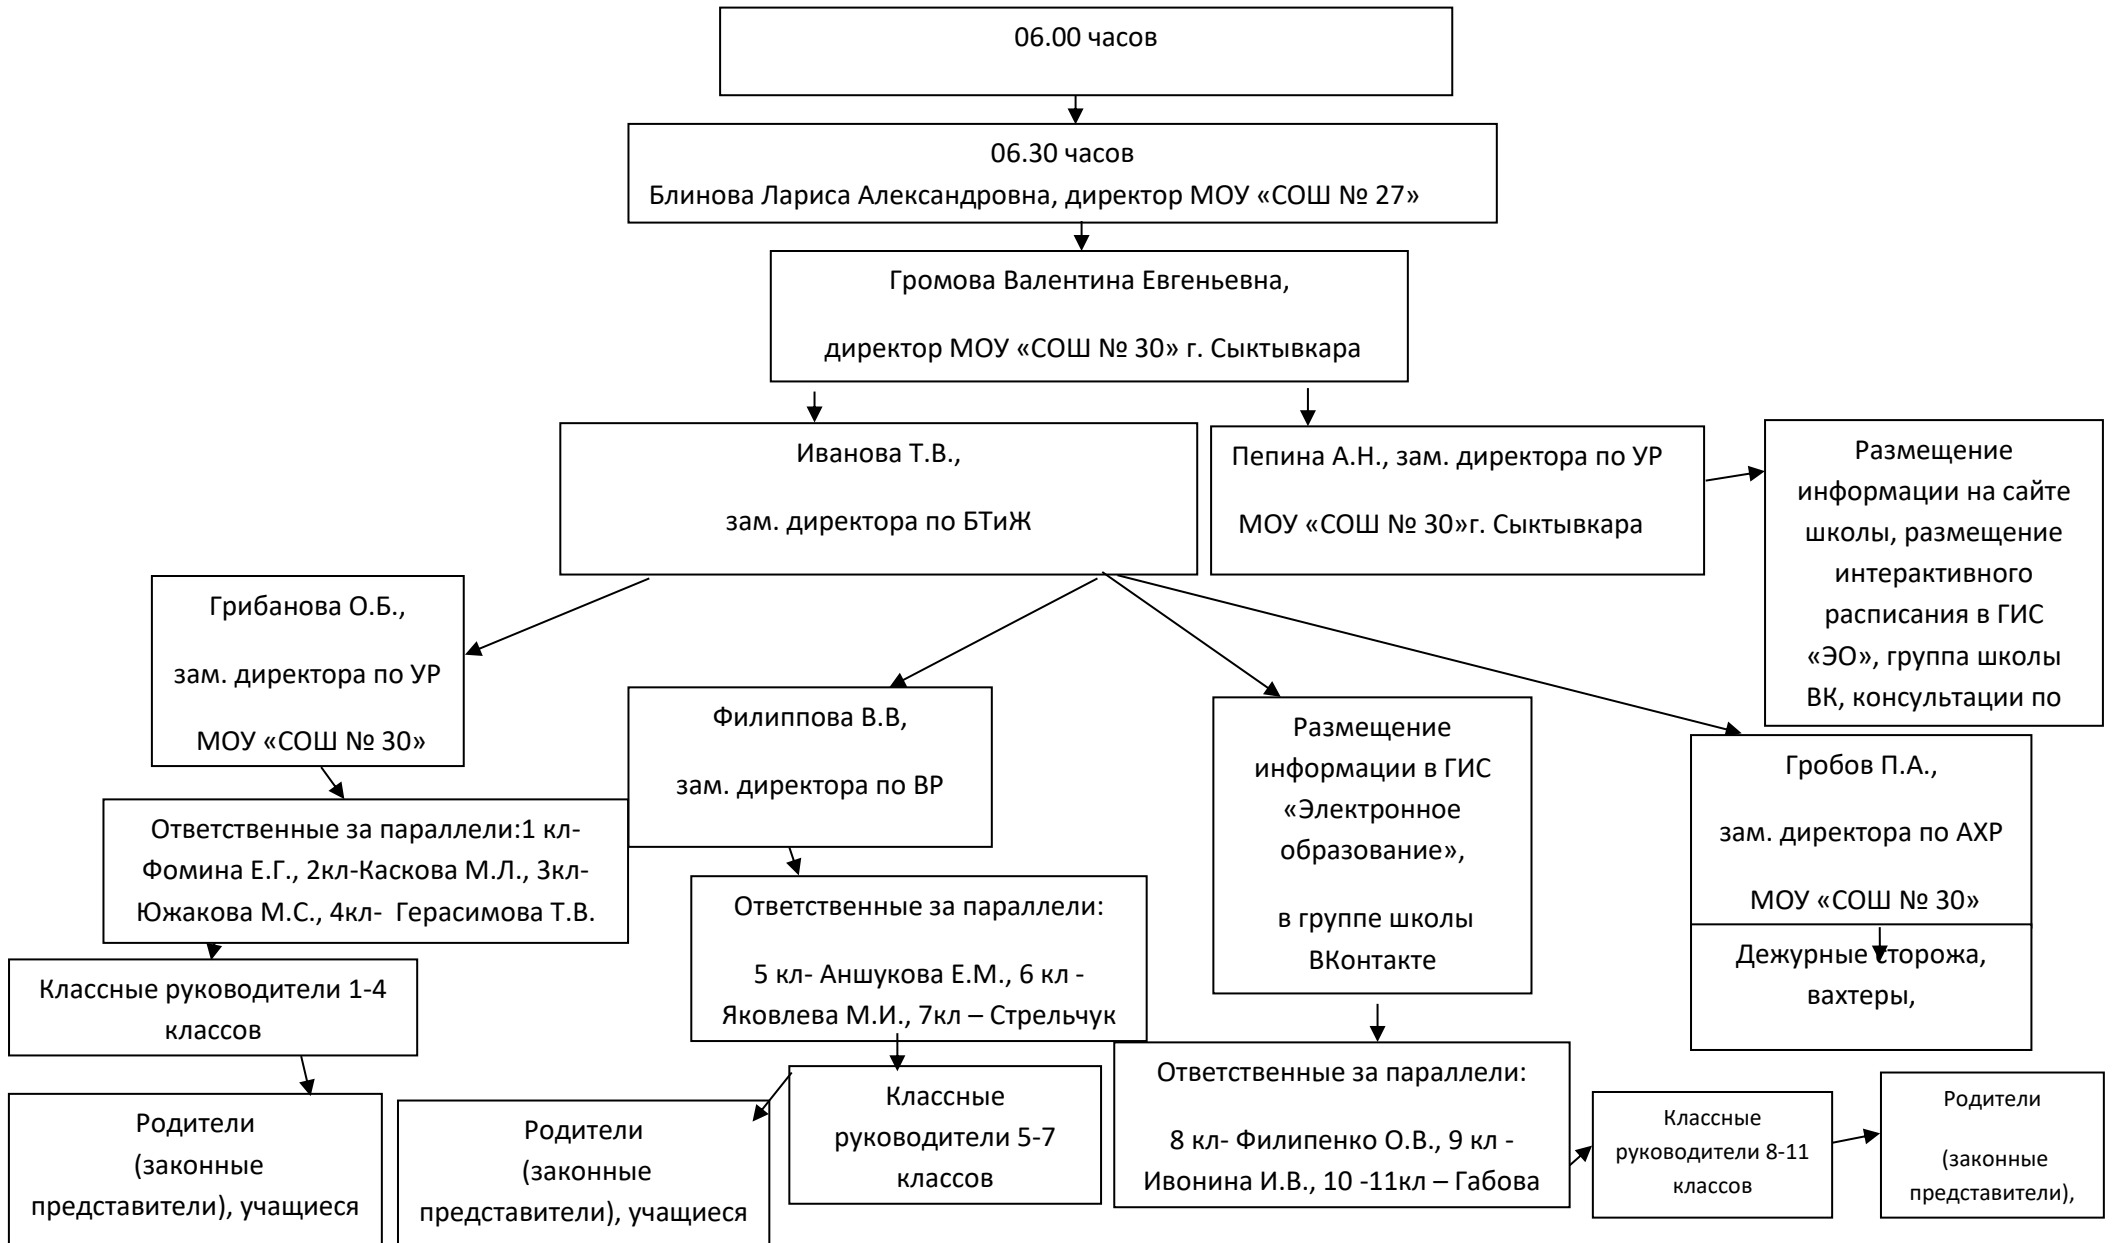 06.00 часов
06.30 часов
Блинова Лариса Александровна, директор МОУ «СОШ № 27»
Громова Валентина Евгеньевна,
директор МОУ «СОШ № 30» г. Сыктывкара
Иванова Т.В.,
зам. директора по БТиЖ
Пепина А.Н., зам. директора по УР
МОУ «СОШ № 30»г. Сыктывкара
Размещение
информации на сайте
школы, размещение
интерактивного
расписания в ГИС
«ЭО», группа школы
ВК, консультации по
Грибанова О.Б.,
зам. директора по УР
МОУ «СОШ № 30»
Филиппова В.В,
зам. директора по ВР
Размещение
информации в ГИС
«Электронное
образование»,
в группе школы
ВКонтакте
Гробов П.А.,
зам. директора по АХР
МОУ «СОШ № 30»
Ответственные за параллели:1 кл-
Фомина Е.Г., 2кл-Каскова М.Л., 3кл-
Южакова М.С., 4кл- Герасимова Т.В.
Ответственные за параллели:
5 кл- Аншукова Е.М., 6 кл -
Яковлева М.И., 7кл – Стрельчук
Дежурные сторожа,
вахтеры,
Классные руководители 1-4
классов
Ответственные за параллели:
8 кл- Филипенко О.В., 9 кл -
Ивонина И.В., 10 -11кл – Габова
Классные
руководители 5-7
классов
Классные
руководители 8-11
классов
Родители
(законные
представители),
Родители
(законные
представители), учащиеся
Родители
(законные
представители), учащиеся